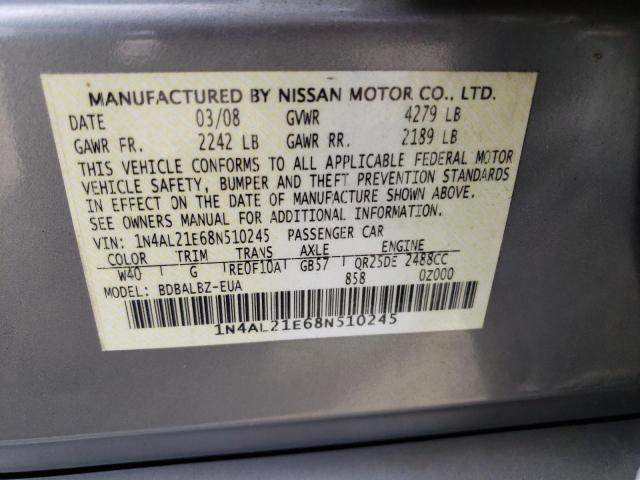 MANUFACTURED BY NISSAN MOTOR CO., LTD.
DATE 03/08 GVWR 4279 LB
GAWR FR. 2242 LB GAWR RR. 2189 LB
THIS VEHICLE CONFORMS TO ALL APPLICABLE FEDERAL MOTOR
VEHICLE SAFETY, BUMPER AND THEFT PREVENTION STANDARDS
IN EFFECT ON THE DATE OF MANUFACTURE SHOWN ABOVE.
SEE OWNERS MANUAL FOR ADDITIONAL INFORMATION.
VIN: 1N4AL21E68N510245 PASSENGER CAR
COLOR TRIM TRANS AXLE ENGINE
W40 G RE0F10A GB57 QR25DE 2488CC
MODEL: BDBALBZ-EUA 858 0Z000
1N4AL21E68N510245